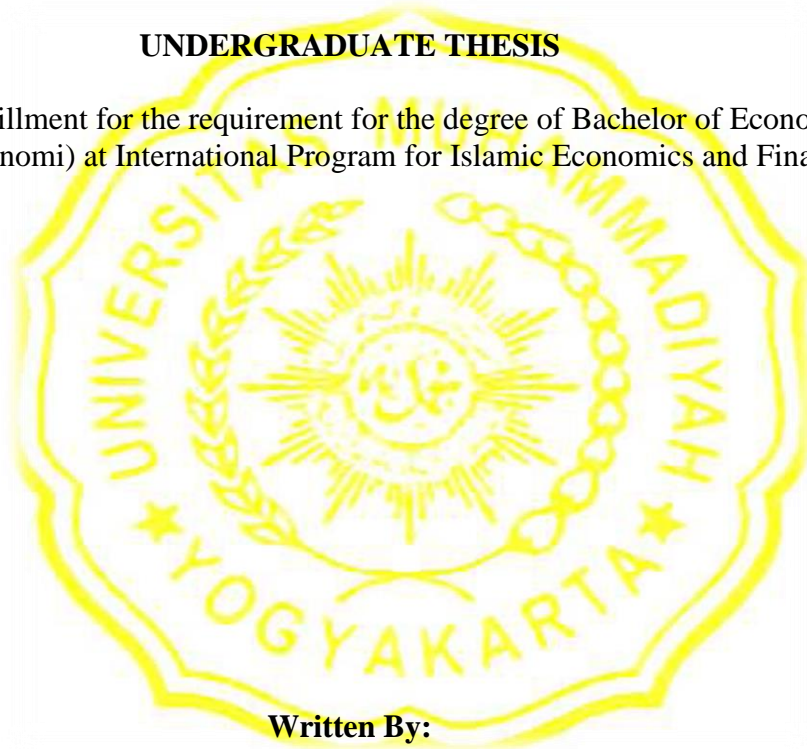 UNDERGRADUATE THESIS
illment for the requirement for the degree of Bachelor of Econo
nomi) at International Program for Islamic Economics and Fina
UNIVERSITAS MUHAMMADIYAH
YOGYAKARTA
Written By: